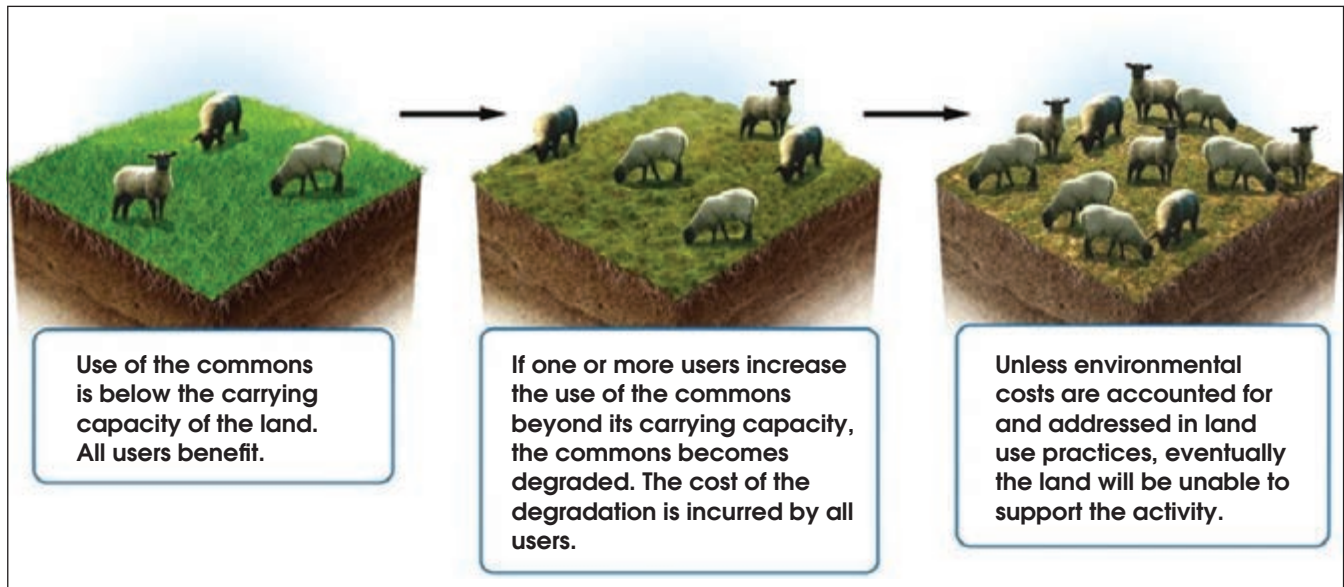 Use of the commons
is below the carrying
capacity of the land.
All users benefit.
If one or more users increase
the use of the commons
beyond its carrying capacity,
the commons becomes
degraded. The cost of the
degradation is incurred by all
users.
Unless environmental
costs are accounted for
and addressed in land
use practices, eventually
the land will be unable to
support the activity.